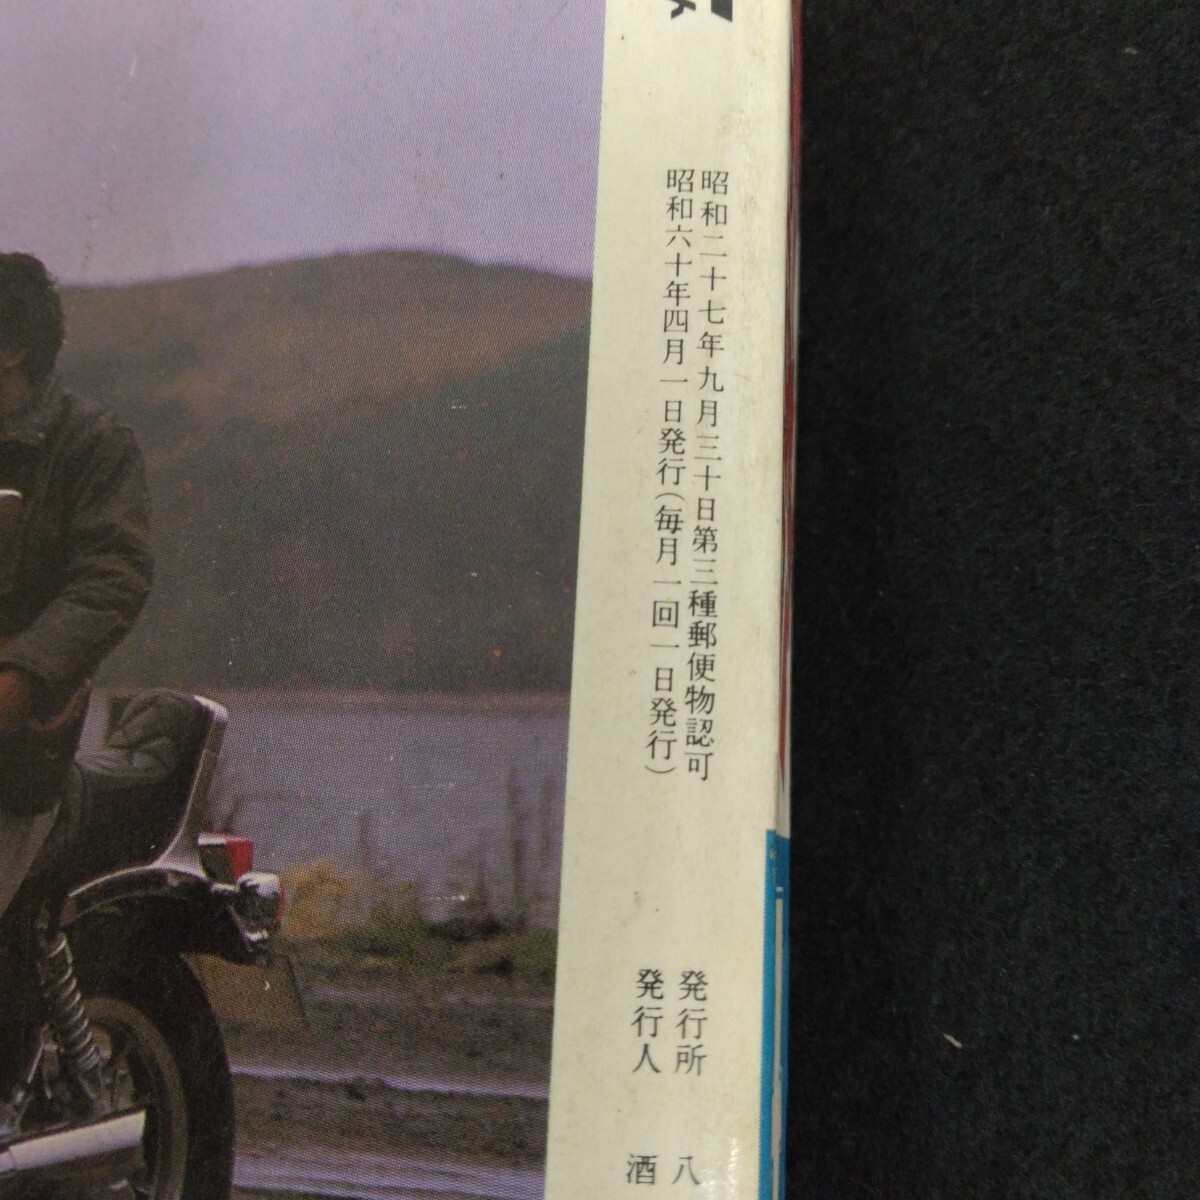 昭和二十七年九月三十日第三種郵便物認可
昭和六十年四月一日発行(毎月一回一日発行)
発行所 八
発行人 酒